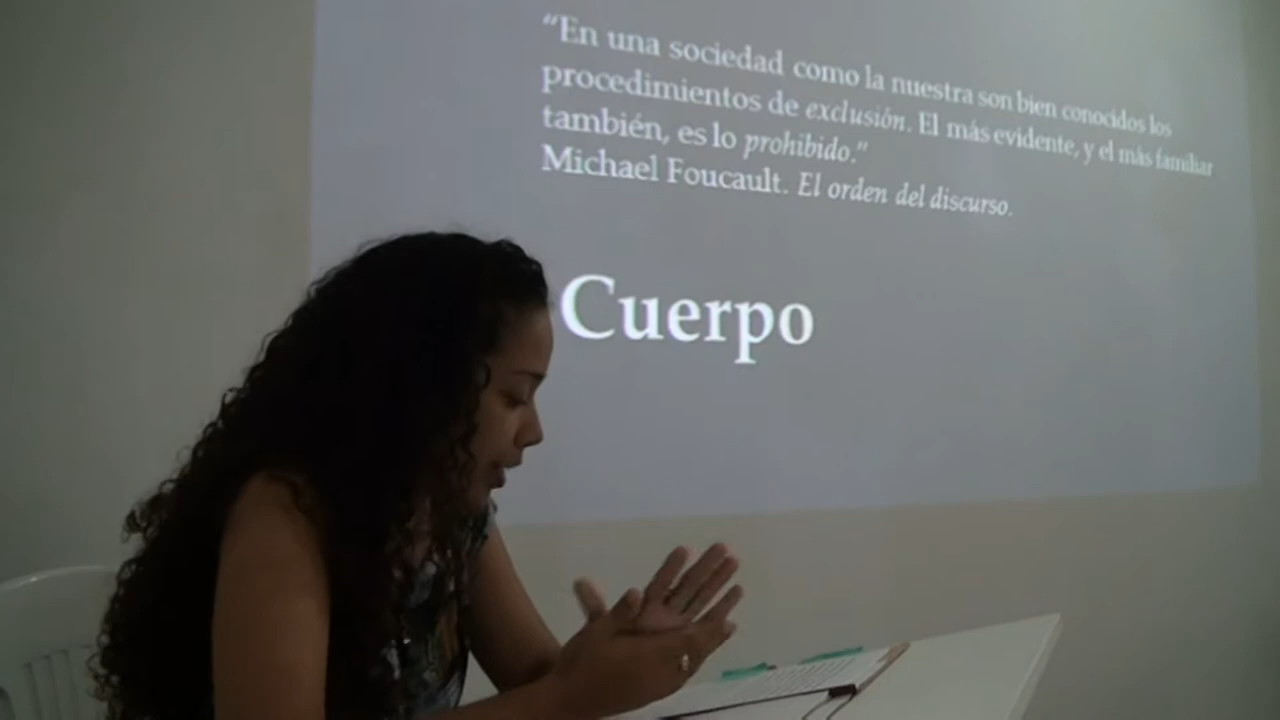 “En una sociedad como la nuestra son bien conocidos los
procedimientos de exclusión. El más evidente, y el más familiar
también, es lo prohibido.”
Michael Foucault. El orden del discurso.
Cuerpo